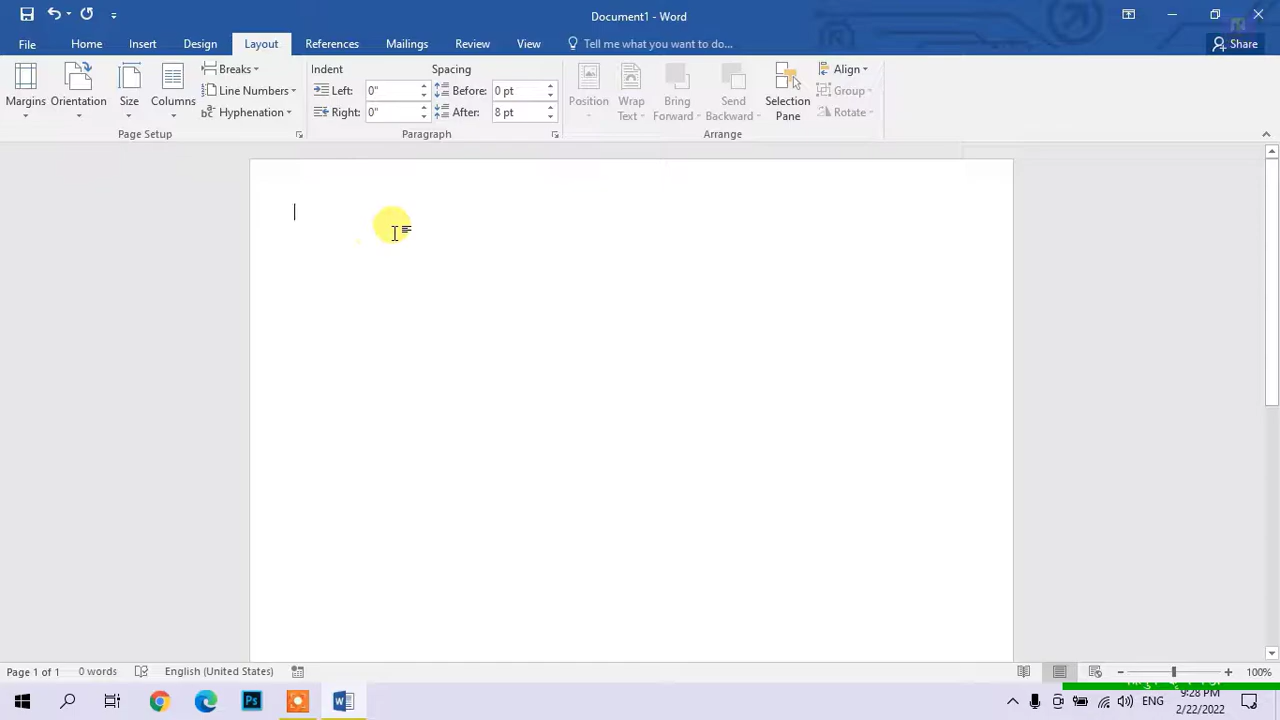 Document1 - Word
File
Home
Insert
Design
Layout
References
Mailings
Review
View
Tell me what you want to do...
Share
Margins
Orientation
Size
Columns
Breaks
Line Numbers
Hyphenation
Page Setup
Indent
Left: 0"
Right: 0"
Spacing
Before: 0 pt
After: 8 pt
Paragraph
Position
Wrap Text
Bring Forward
Send Backward
Selection Pane
Align
Group
Rotate
Arrange
Page 1 of 1
0 words
English (United States)
100%
Ps
ENG
9:28 PM
2/22/2022